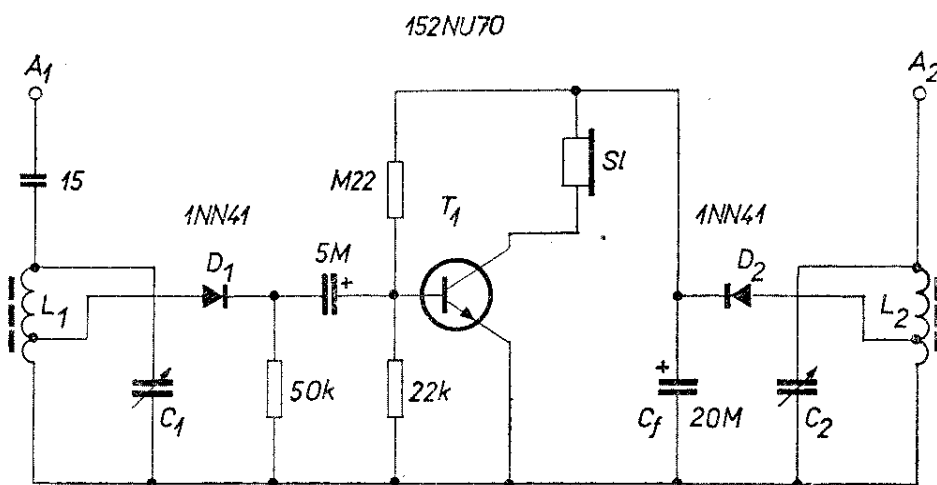 152NU70
A1
A2
15
M22
Sl
1NN41
T1
1NN41
D1
5M
+
D2
L1
L2
+
C1
50k
22k
Cf
20M
C2